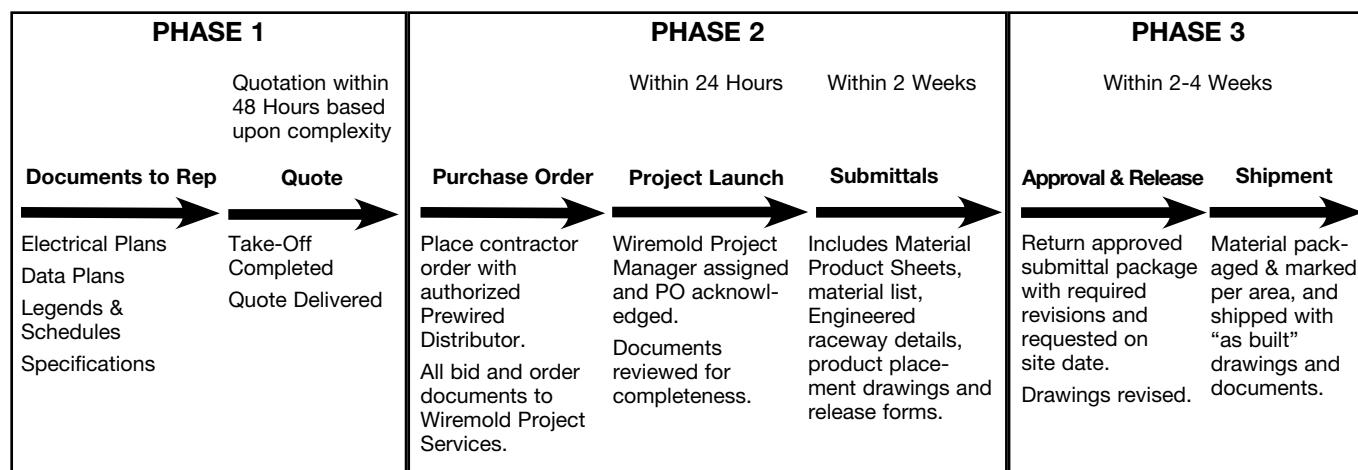 PHASE 1
Quotation within
48 Hours based
upon complexity
Documents to Rep
Electrical Plans
Data Plans
Legends &
Schedules
Specifications
Quote
Take-Off
Completed
Quote Delivered
PHASE 2
Purchase Order
Place contractor
order with
authorized
Prewired
Distributor.
All bid and order
documents to
Wiremold Project
Services.
Within 24 Hours
Project Launch
Wiremold Project
Manager assigned
and PO acknowl-
edged.
Documents
reviewed for
completeness.
Within 2 Weeks
Submittals
Includes Material
Product Sheets,
material list,
Engineered
raceway details,
product place-
ment drawings and
release forms.
PHASE 3
Within 2-4 Weeks
Approval & Release
Return approved
submittal package
with required
revisions and
requested on
site date.
Drawings revised.
Shipment
Material pack-
aged & marked
per area, and
shipped with
“as built”
drawings and
documents.